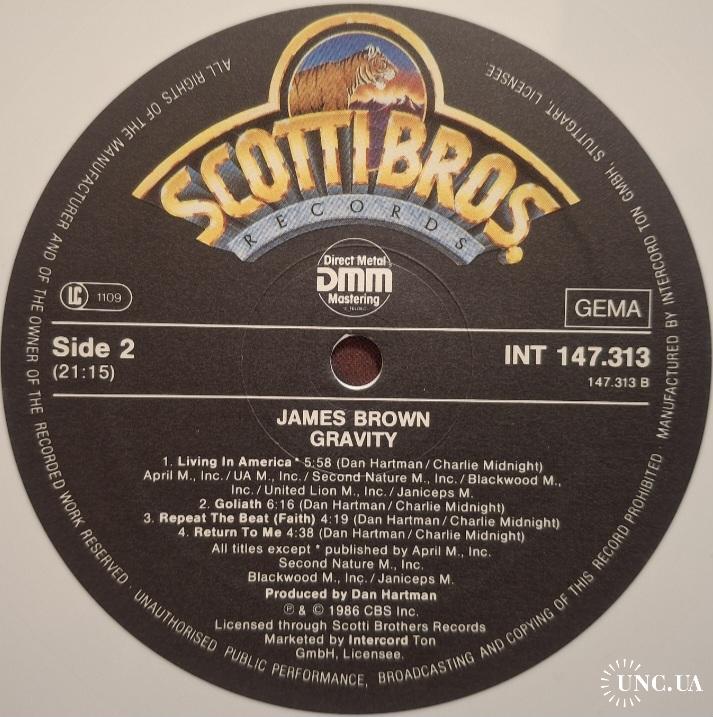 SCOTTI BROS.
RECORDS
Direct Metal
DMM
Mastering
LC 1109
GEMA
Side 2
(21:15)
INT 147.313
147.313 B
JAMES BROWN
GRAVITY
1. Living In America* 5:58 (Dan Hartman/Charlie Midnight)
April M., Inc./UA M., Inc./Second Nature M., Inc./Blackwood M.,
Inc./United Lion M., Inc./Janiceps M.
2. Goliath 6:16 (Dan Hartman/Charlie Midnight)
3. Repeat The Beat (Faith) 4:19 (Dan Hartman/Charlie Midnight)
4. Return To Me 4:38 (Dan Hartman/Charlie Midnight)
All titles except * published by April M., Inc.
Second Nature M., Inc.
Blackwood M., Inc./Janiceps M.
Produced by Dan Hartman
℗ & © 1986 CBS Inc.
Licensed through Scotti Brothers Records
Marketed by Intercord Ton
GmbH, Licensee.
ALL RIGHTS OF THE MANUFACTURER AND OF THE OWNER OF THE RECORDED WORK RESERVED. UNAUTHORISED PUBLIC PERFORMANCE, BROADCASTING AND COPYING OF THIS RECORD PROHIBITED. MANUFACTURED BY INTERCORD TON GMBH, STUTTGART, LICENSEE.
UNC.UA